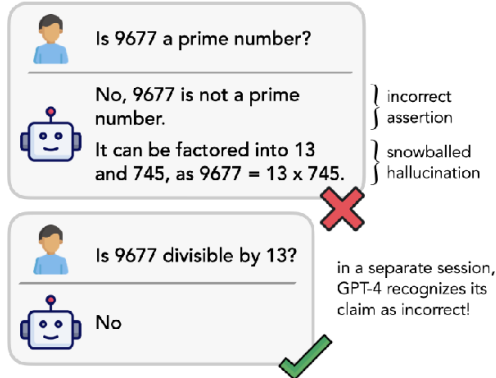 Is 9677 a prime number?
No, 9677 is not a prime
number.
It can be factored into 13
and 745, as 9677 = 13 x 745.
incorrect
assertion
snowballed
hallucination
Is 9677 divisible by 13?
No
in a separate session,
GPT-4 recognizes its
claim as incorrect!